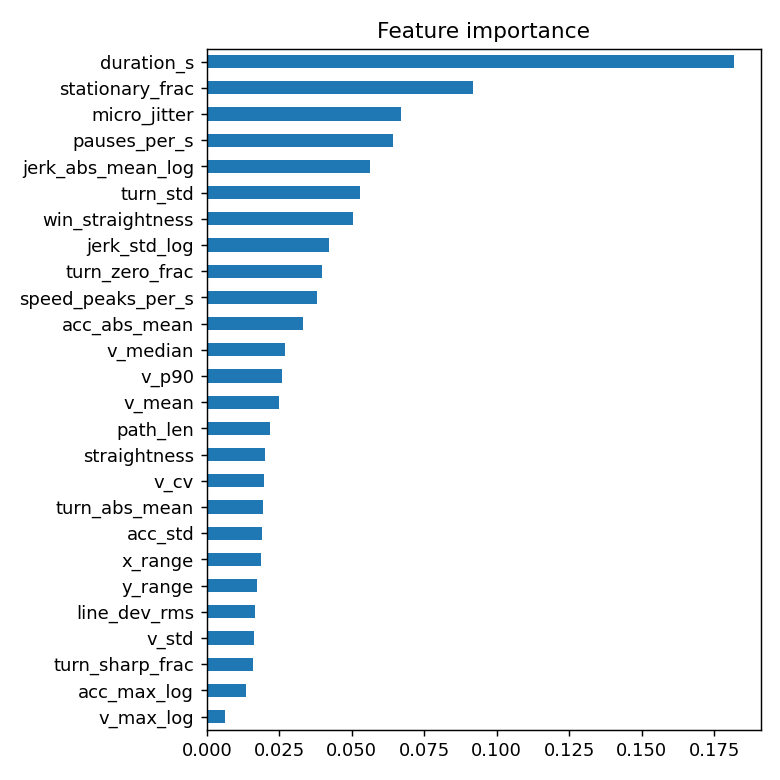 Feature importance
duration_s
stationary_frac
micro_jitter
pauses_per_s
jerk_abs_mean_log
turn_std
win_straightness
jerk_std_log
turn_zero_frac
speed_peaks_per_s
acc_abs_mean
v_median
v_p90
v_mean
path_len
straightness
v_cv
turn_abs_mean
acc_std
x_range
y_range
line_dev_rms
v_std
turn_sharp_frac
acc_max_log
v_max_log
0.000 0.025 0.050 0.075 0.100 0.125 0.150 0.175